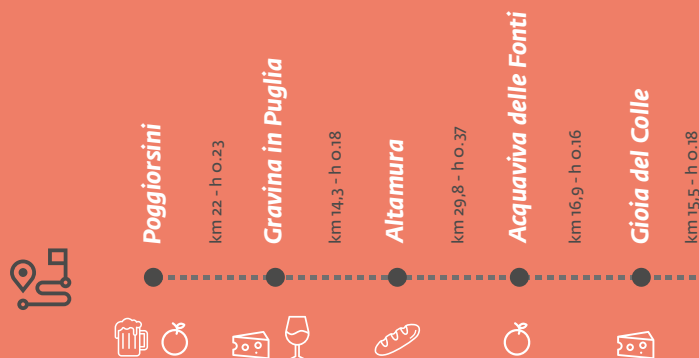 Poggiorsini
km 22 - h 0.23
Gravina in Puglia
km 14,3 - h 0.18
Altamura
km 29,8 - h 0.37
Acquaviva delle Fonti
km 16,9 - h 0.16
Gioia del Colle
km 15,5 - h 0.18